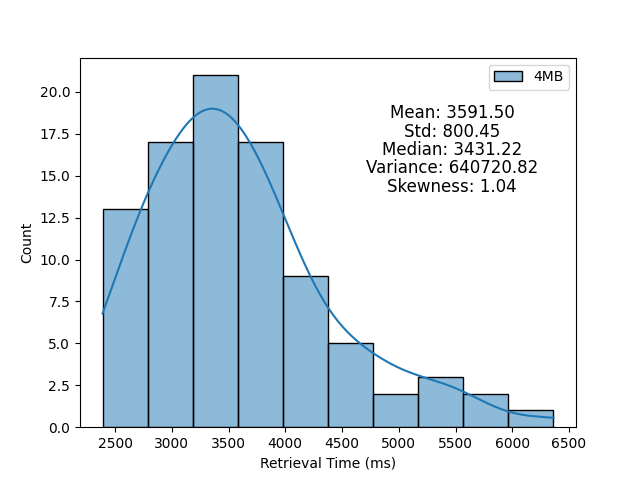 4MB
Mean: 3591.50
Std: 800.45
Median: 3431.22
Variance: 640720.82
Skewness: 1.04
20.0
17.5
15.0
12.5
10.0
7.5
5.0
2.5
0.0
Count
2500 3000 3500 4000 4500 5000 5500 6000 6500
Retrieval Time (ms)